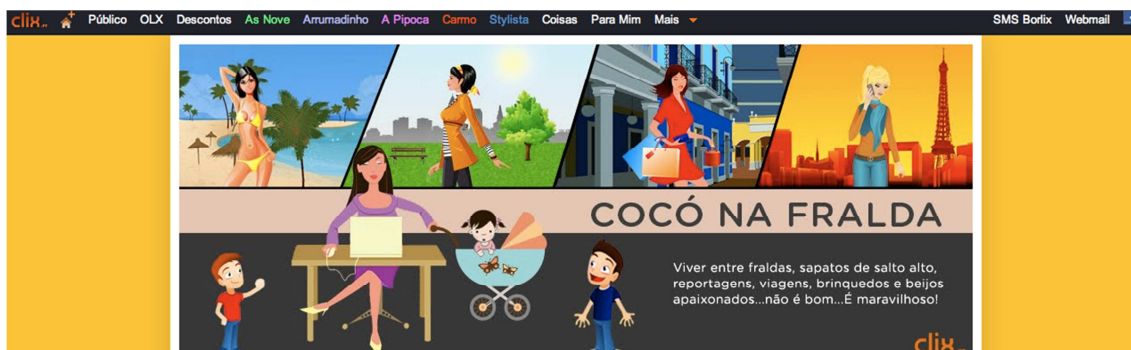 clix Público OLX Descontos As Nove Arrumadinho A Pipoca Carmo Stylista Coisas Para Mim Mais SMS Borlix Webmail
COCÓ NA FRALDA
Viver entre fraldas, sapatos de salto alto,
reportagens, viagens, brinquedos e beijos
apaixonados...não é bom...É maravilhoso!
clix